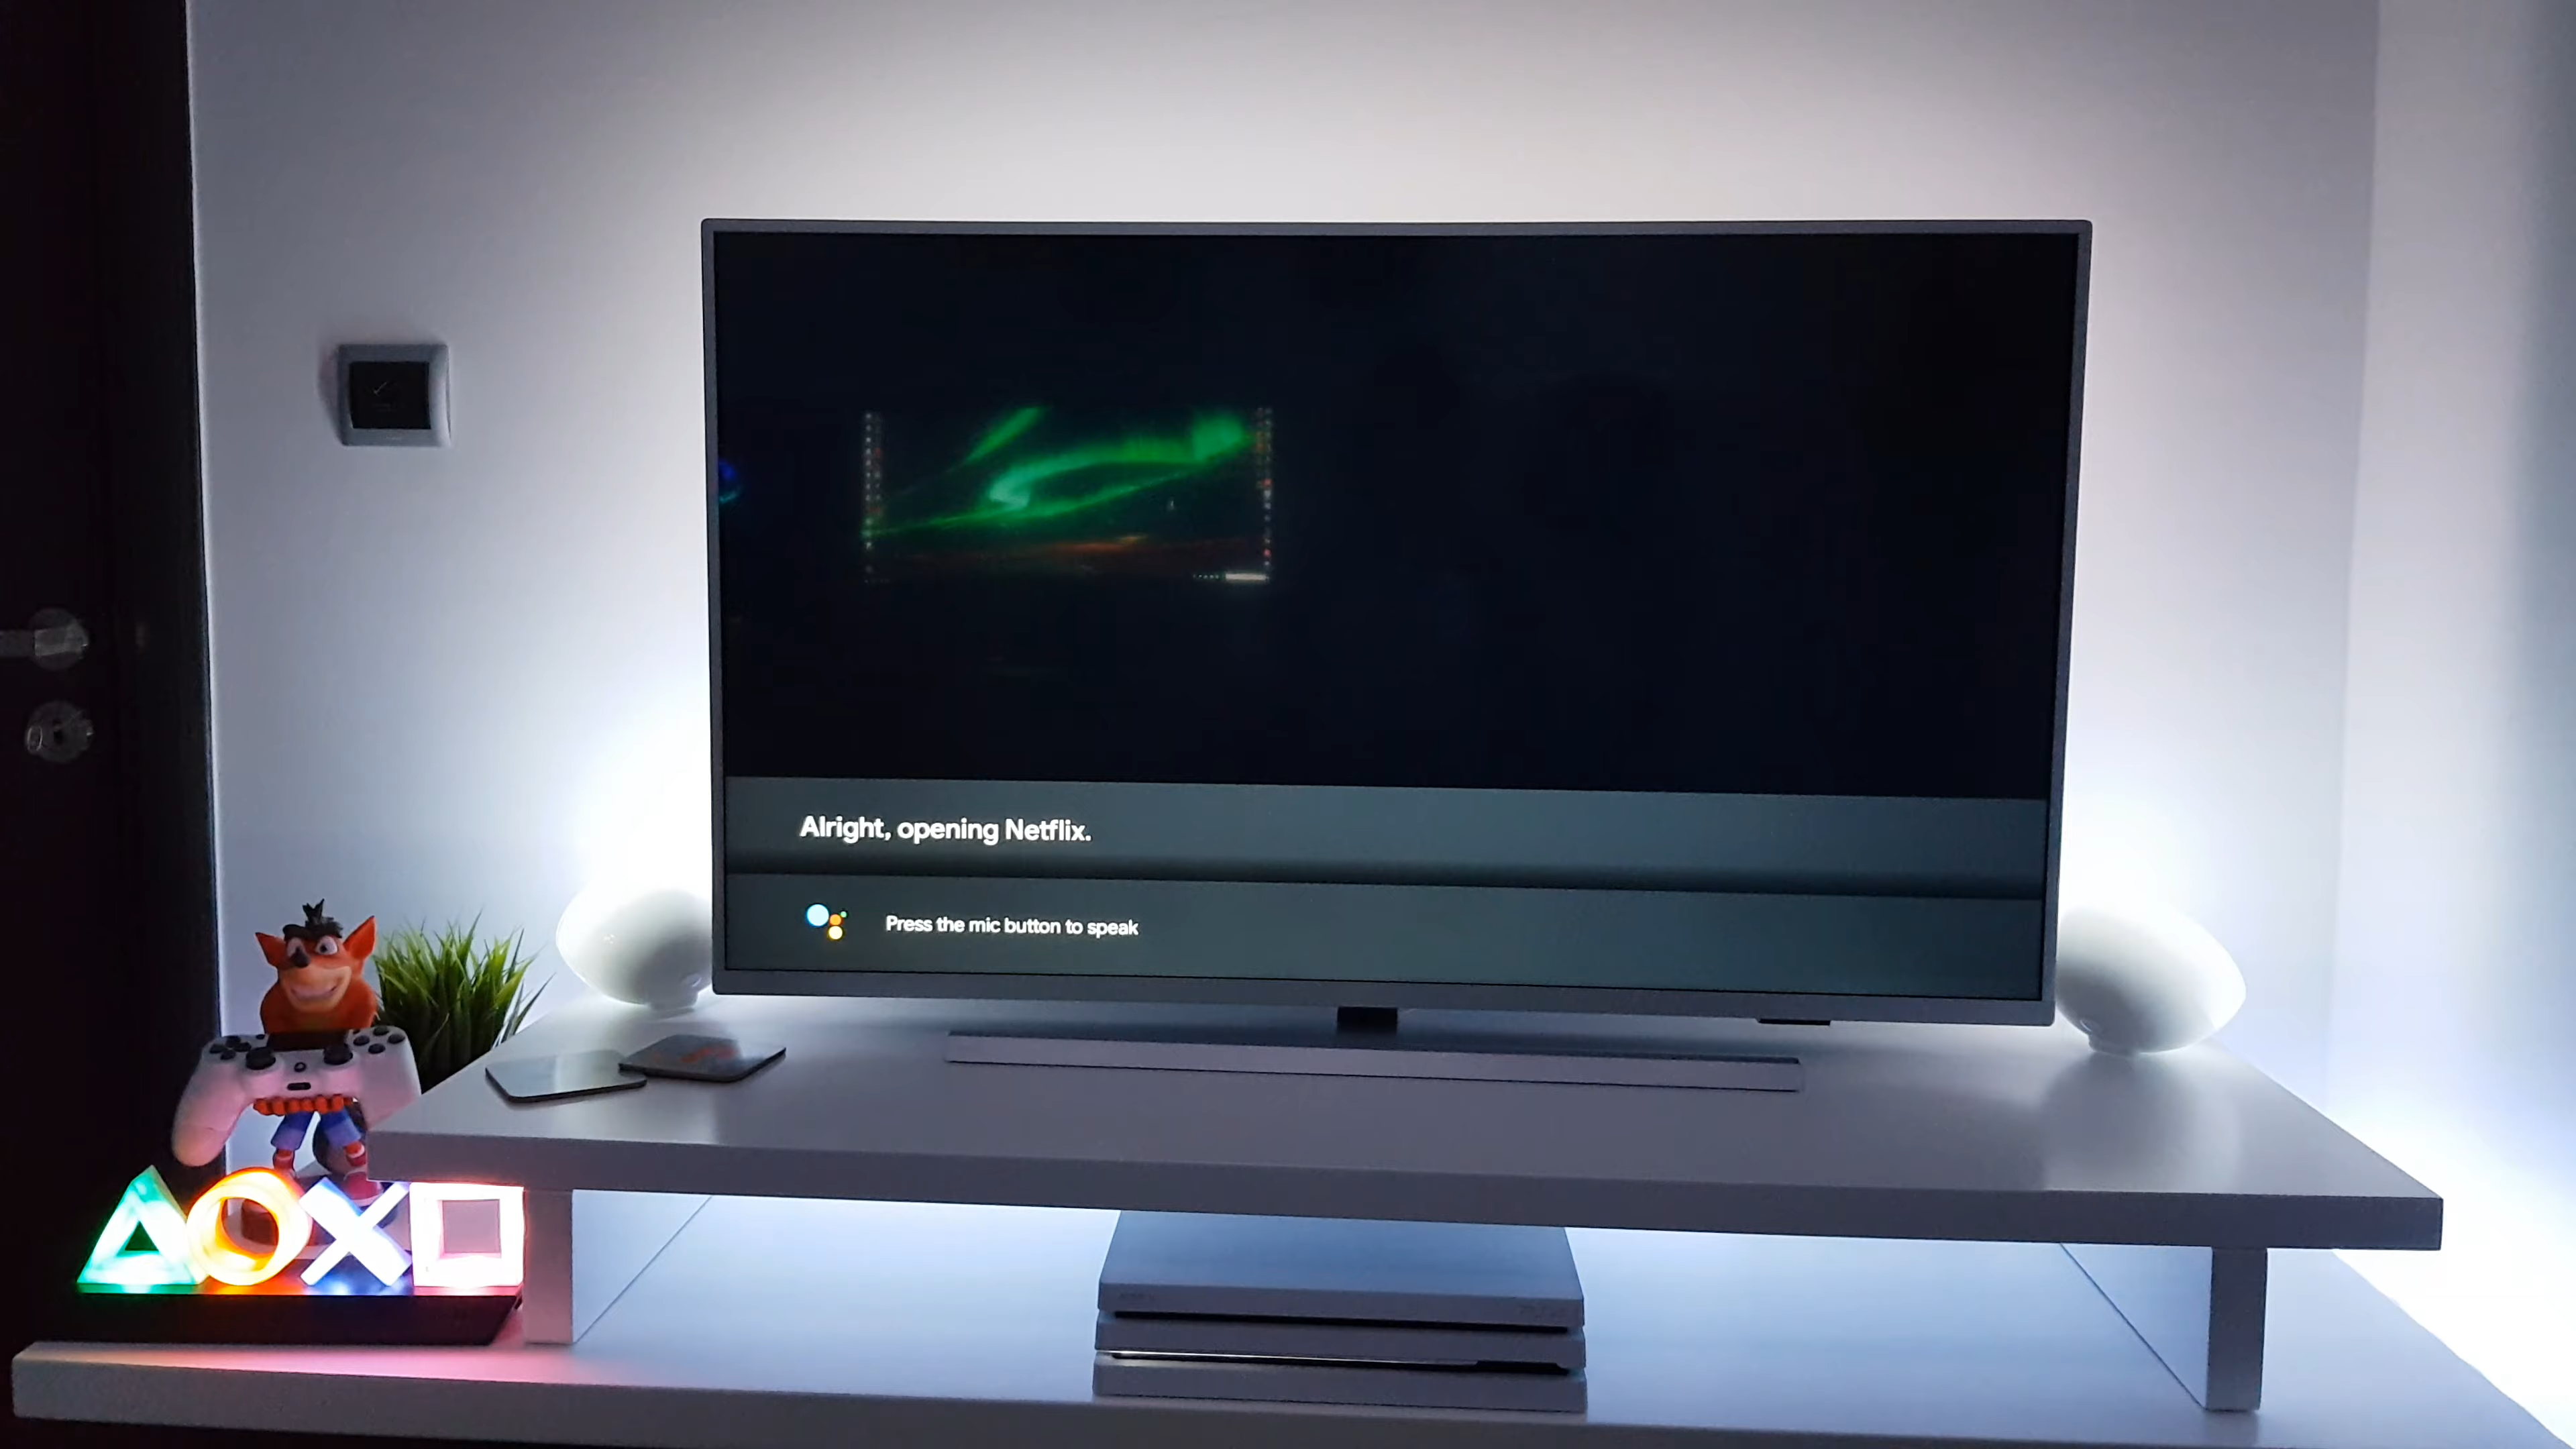 Alright, opening Netflix.
Press the mic button to speak